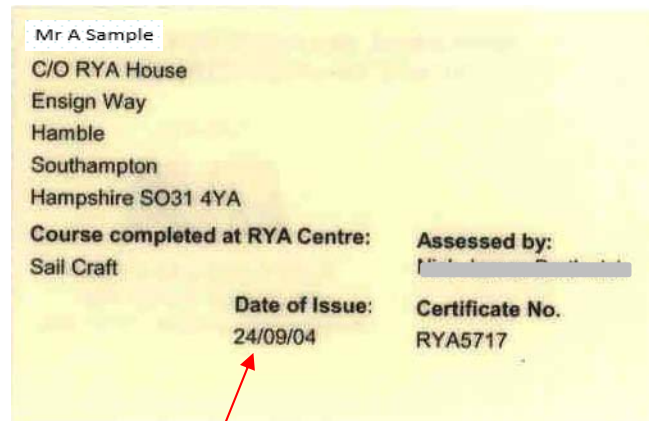 Mr A Sample
C/O RYA House
Ensign Way
Hamble
Southampton
Hampshire SO31 4YA
Course completed at RYA Centre:
Sail Craft
Assessed by:
Date of Issue:
24/09/04
Certificate No.
RYA5717